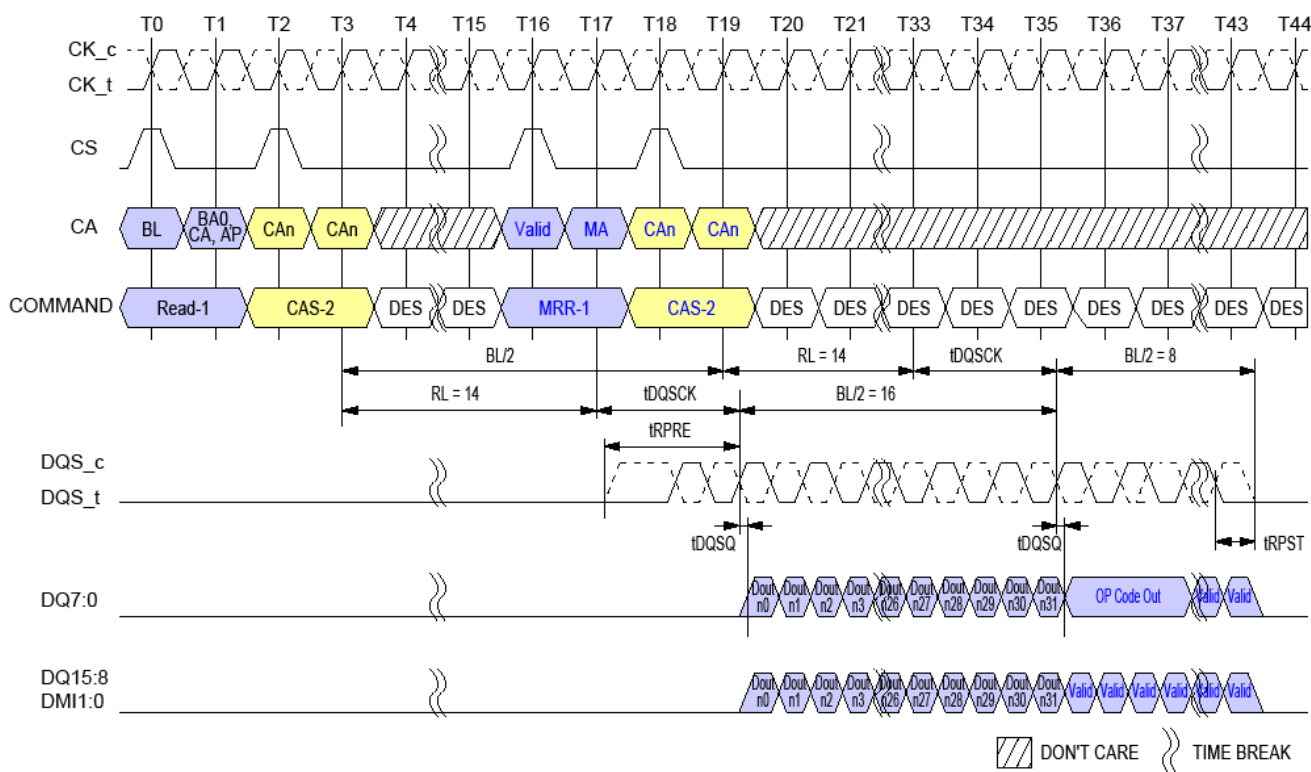 T0 T1 T2 T3 T4 T15 T16 T17 T18 T19 T20 T21 T33 T34 T35 T36 T37 T43 T44
CK_c
CK_t
CS
CA
BL
BA0,
CA, AP
CAn CAn Valid MA CAn CAn
COMMAND Read-1 CAS-2 DES DES MRR-1 CAS-2 DES DES DES DES DES DES DES DES DES
BL/2 RL = 14 tDQSCK BL/2 = 8
RL = 14 tDQSCK BL/2 = 16
tRPRE
DQS_c
DQS_t
tDQSQ tDQSQ tRPST
DQ7:0
Dout Dout Dout Dout Dout Dout Dout Dout Dout Dout
n0 n1 n2 n3 n26 n27 n28 n29 n30 n31
OP Code Out Valid Valid
DQ15:8
DMI1:0
Dout Dout Dout Dout Dout Dout Dout Dout Dout Dout
n0 n1 n2 n3 n26 n27 n28 n29 n30 n31
Valid Valid Valid Valid Valid Valid
DON'T CARE TIME BREAK